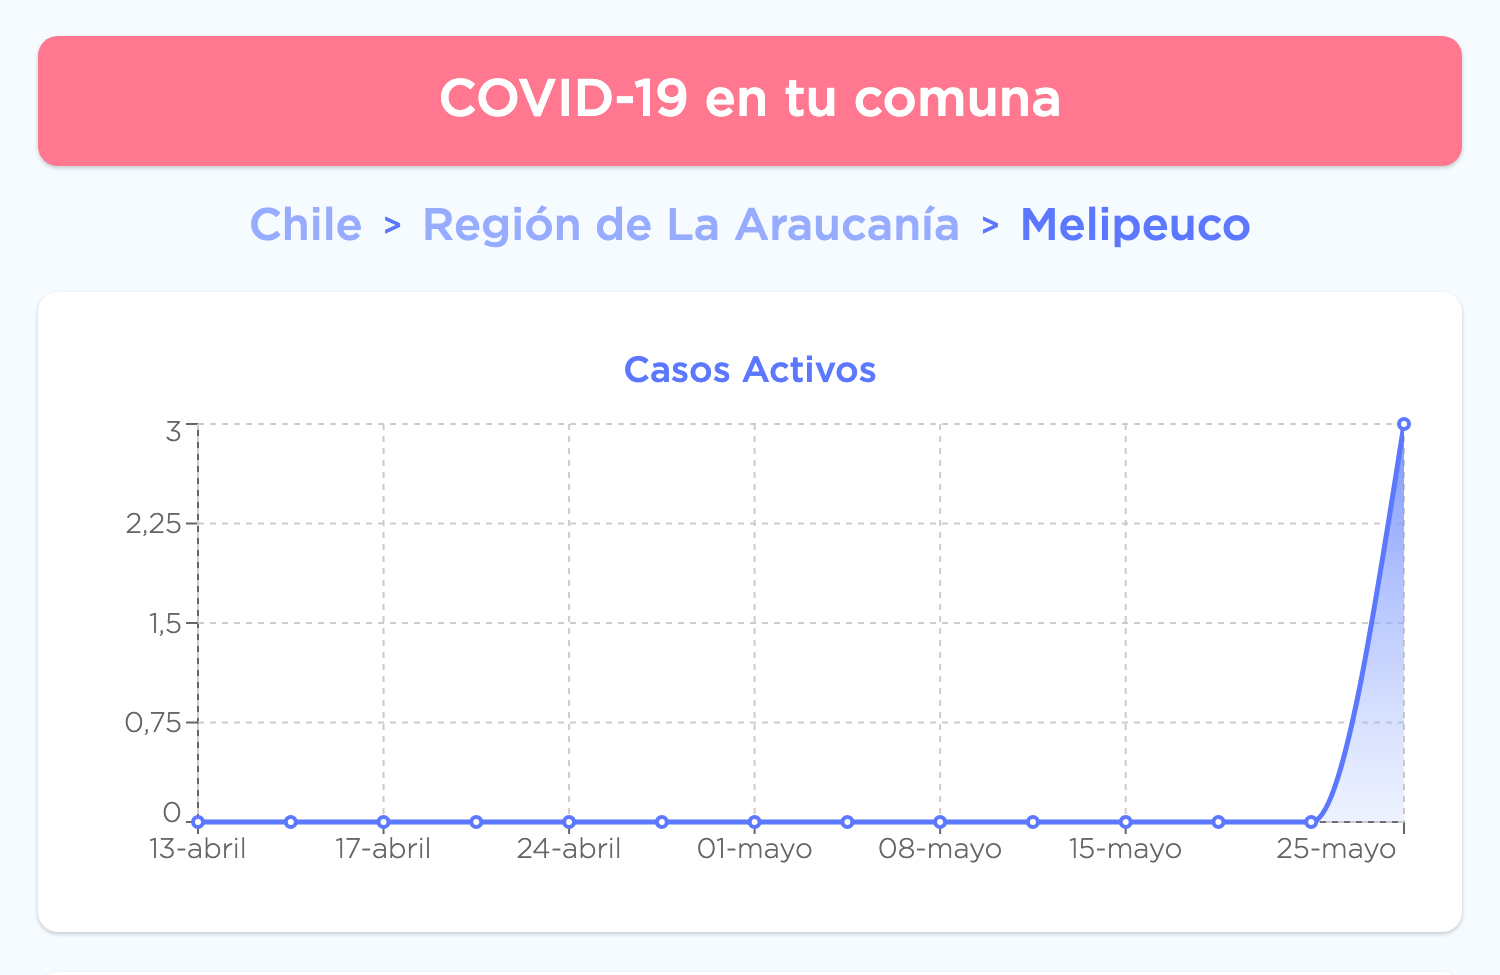 COVID-19 en tu comuna
Chile > Región de La Araucanía > Melipeuco
Casos Activos
3
2,25
1,5
0,75
0
13-abril 17-abril 24-abril 01-mayo 08-mayo 15-mayo 25-mayo